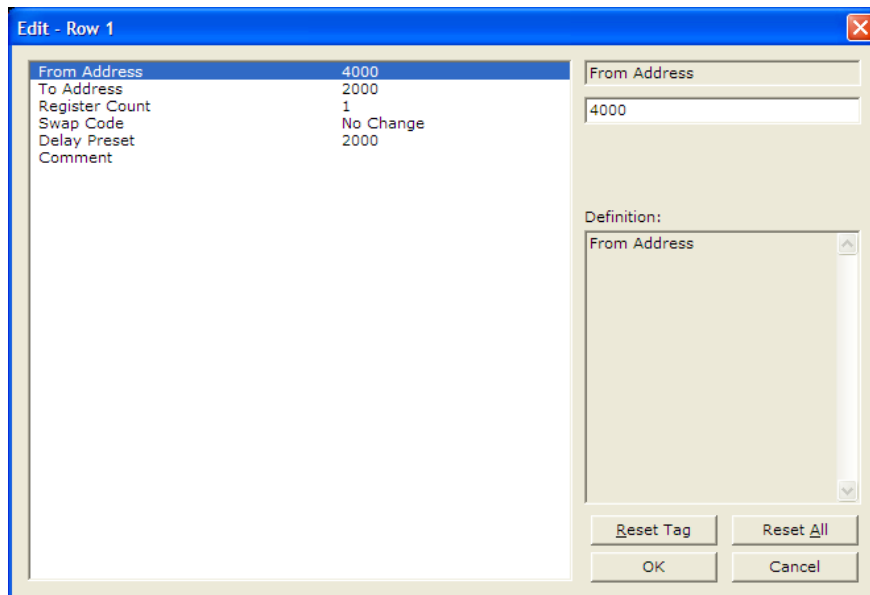 Edit - Row 1
From Address 4000
To Address 2000
Register Count 1
Swap Code No Change
Delay Preset 2000
Comment
From Address
4000
Definition:
From Address
Reset Tag Reset All
OK Cancel